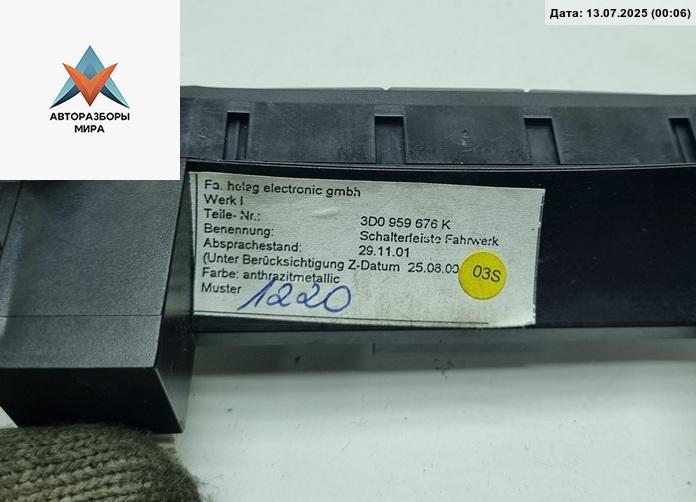 Дата: 13.07.2025 (00:06)
АВТОРАЗБОРЫ
МИРА
Fa. holeg electronic gmbh
Werk I
Teile- Nr.: 3D0 959 676 K
Benennung: Schalterleiste Fahrwerk
Absprachestand: 29.11.01
(Unter Berücksichtigung Z-Datum 25.08.00
Farbe: anthrazitmetallic
Muster 1220
03S